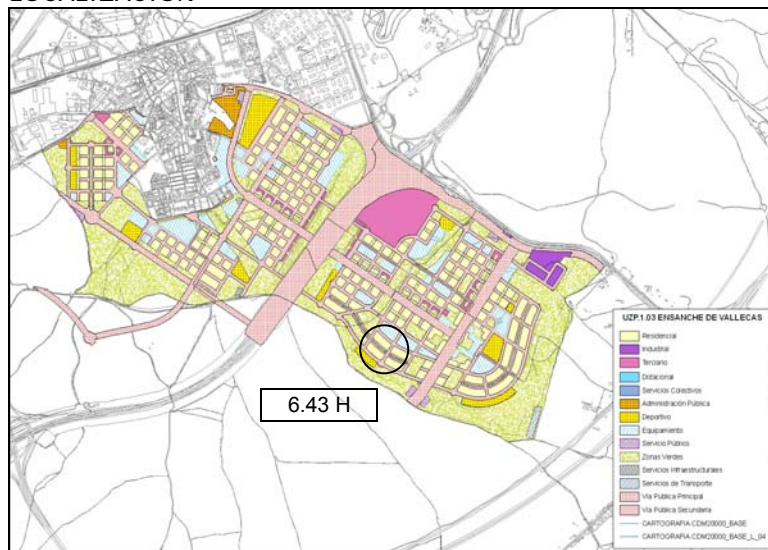 LOCALIZACIÓN
6.43 H
UZP.1.03 ENSANCHE DE VALLECAS
Residencial
Industrial
Terciario
Dotacional
Servicios Colectivos
Administración Pública
Deportivo
Equipamiento
Servicio Público
Zonas Verdes
Servicios Infraestructurales
Servicios de Transporte
Vía Pública Principal
Vía Pública Secundaria
CARTOGRAFIA.CDM20000_BASE
CARTOGRAFIA.CDM20000_BASE_L_04